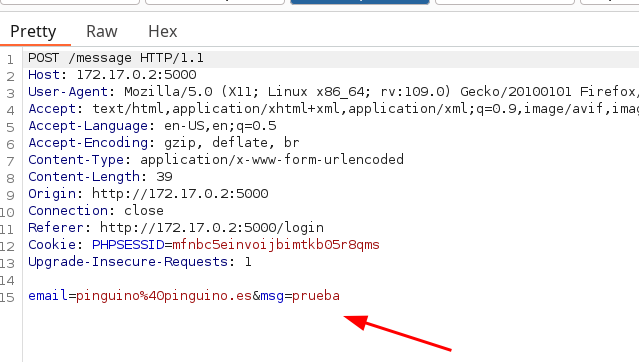 Pretty Raw Hex
1 POST /message HTTP/1.1
2 Host: 172.17.0.2:5000
3 User-Agent: Mozilla/5.0 (X11; Linux x86_64; rv:109.0) Gecko/20100101 Firefox/
4 Accept: text/html,application/xhtml+xml,application/xml;q=0.9,image/avif,imag
5 Accept-Language: en-US,en;q=0.5
6 Accept-Encoding: gzip, deflate, br
7 Content-Type: application/x-www-form-urlencoded
8 Content-Length: 39
9 Origin: http://172.17.0.2:5000
10 Connection: close
11 Referer: http://172.17.0.2:5000/login
12 Cookie: PHPSESSID=mfnbc5einvoijbimtkb05r8qms
13 Upgrade-Insecure-Requests: 1
14
15 email=pinguino%40pinguino.es&msg=prueba